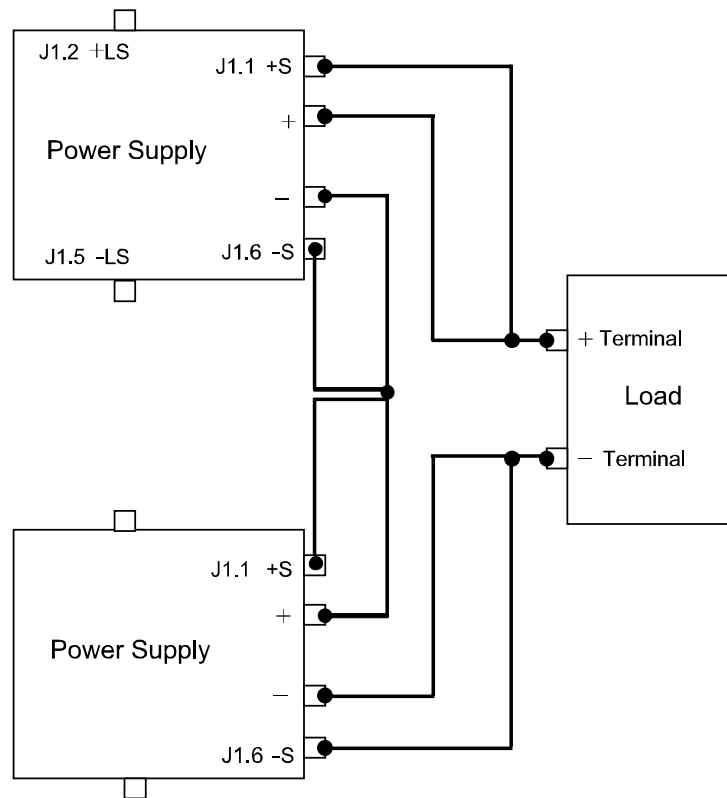 J1.2 +LS
J1.1 +S
+
Power Supply
−
J1.5 −LS
J1.6 −S
+ Terminal
Load
− Terminal
J1.1 +S
+
Power Supply
−
J1.6 −S